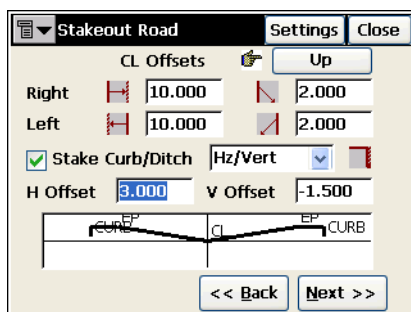 Stakeout Road Settings Close
CL Offsets Up
Right 10.000 2.000
Left 10.000 2.000
Stake Curb/Ditch Hz/Vert
H Offset 3.000 V Offset -1.500
CURB EP CL EP CURB
<< Back Next >>